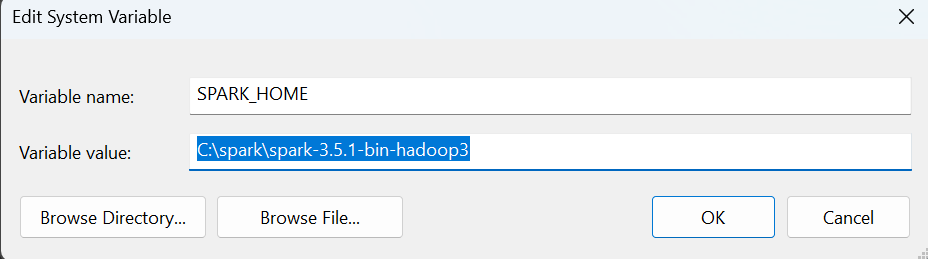 Edit System Variable
Variable name: SPARK_HOME
Variable value: C:\spark\spark-3.5.1-bin-hadoop3
Browse Directory... Browse File... OK Cancel